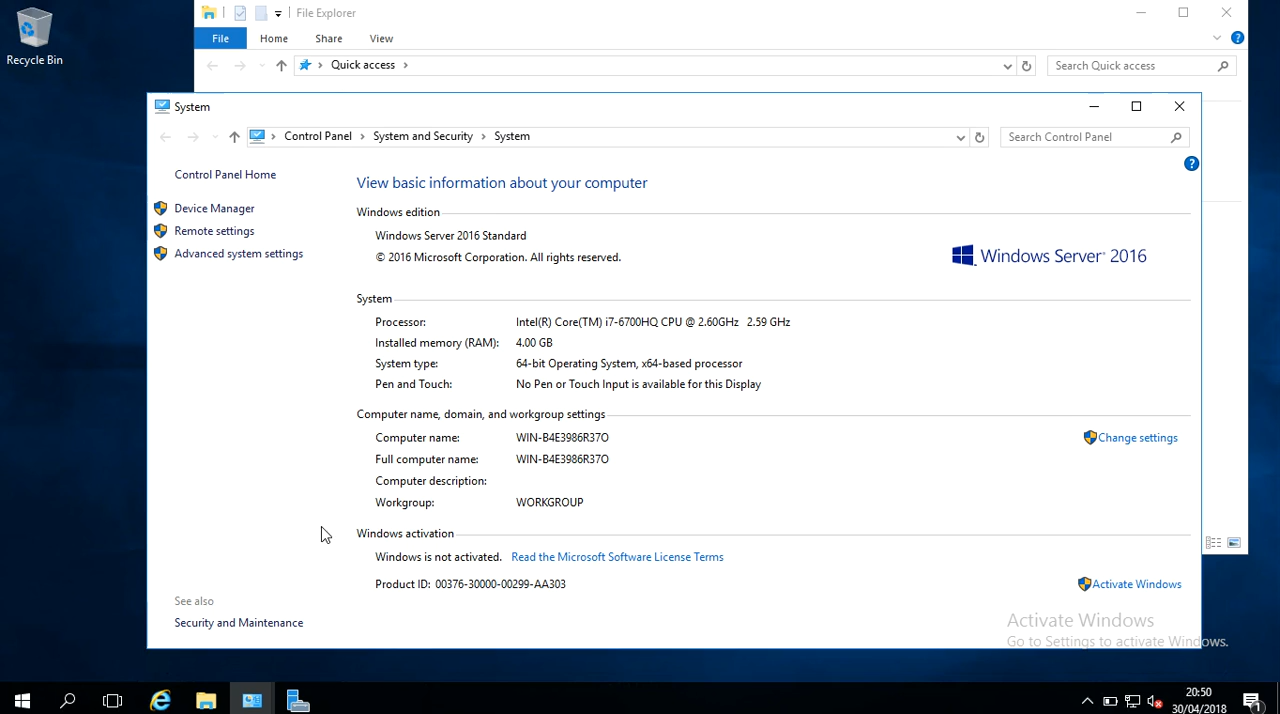 File Explorer
Recycle Bin
File Home Share View
Quick access
Search Quick access
System
Control Panel System and Security System
Search Control Panel
Control Panel Home
Device Manager
Remote settings
Advanced system settings
See also
Security and Maintenance
View basic information about your computer
Windows edition
Windows Server 2016 Standard
© 2016 Microsoft Corporation. All rights reserved.
Windows Server® 2016
System
Processor: Intel(R) Core(TM) i7-6700HQ CPU @ 2.60GHz 2.59 GHz
Installed memory (RAM): 4.00 GB
System type: 64-bit Operating System, x64-based processor
Pen and Touch: No Pen or Touch Input is available for this Display
Computer name, domain, and workgroup settings
Computer name: WIN-B4E3986R37O
Change settings
Full computer name: WIN-B4E3986R37O
Computer description:
Workgroup: WORKGROUP
Windows activation
Windows is not activated. Read the Microsoft Software License Terms
Product ID: 00376-30000-00299-AA303
Activate Windows
Activate Windows
Go to Settings to activate Windows.
20:50
30/04/2018
1